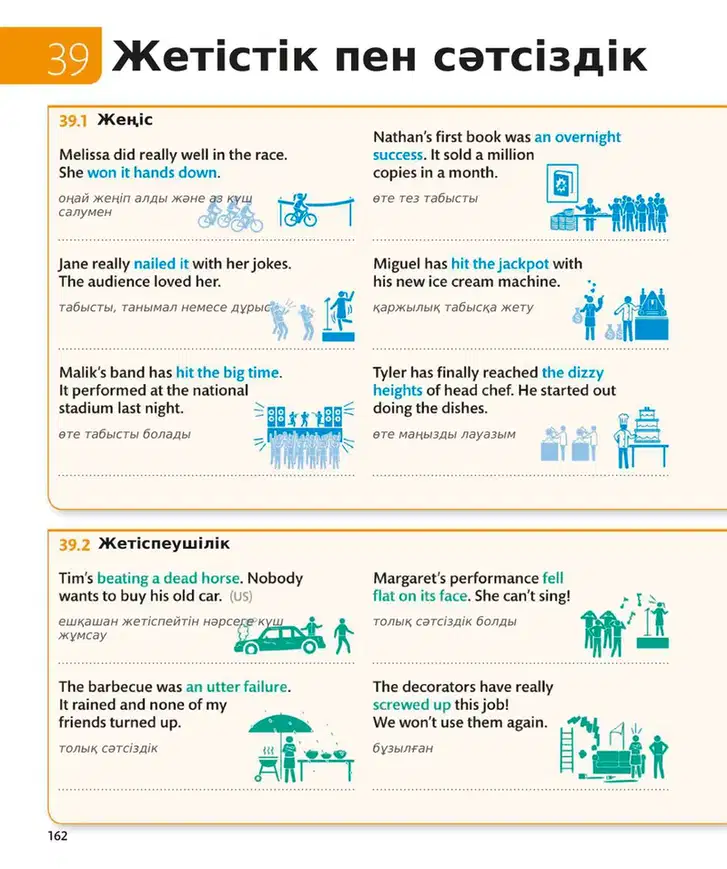 39 Жетістік пен сәтсіздік
39.1 Жеңіс
Melissa did really well in the race.
She won it hands down.
оңай жеңіп алды және аз күш
салумен
Nathan's first book was an overnight
success. It sold a million
copies in a month.
өте тез табысты
Jane really nailed it with her jokes.
The audience loved her.
табысты, танымал немесе дұрыс
Miguel has hit the jackpot with
his new ice cream machine.
қаржылық табысқа жету
Malik's band has hit the big time.
It performed at the national
stadium last night.
өте табысты болады
Tyler has finally reached the dizzy
heights of head chef. He started out
doing the dishes.
өте маңызды лауазым
39.2 Жетіспеушілік
Tim's beating a dead horse. Nobody
wants to buy his old car. (US)
ешқашан жетіспейтін нәрсеге күш
жұмсау
Margaret's performance fell
flat on its face. She can't sing!
толық сәтсіздік болды
The barbecue was an utter failure.
It rained and none of my
friends turned up.
толық сәтсіздік
The decorators have really
screwed up this job!
We won't use them again.
бұзылған
162